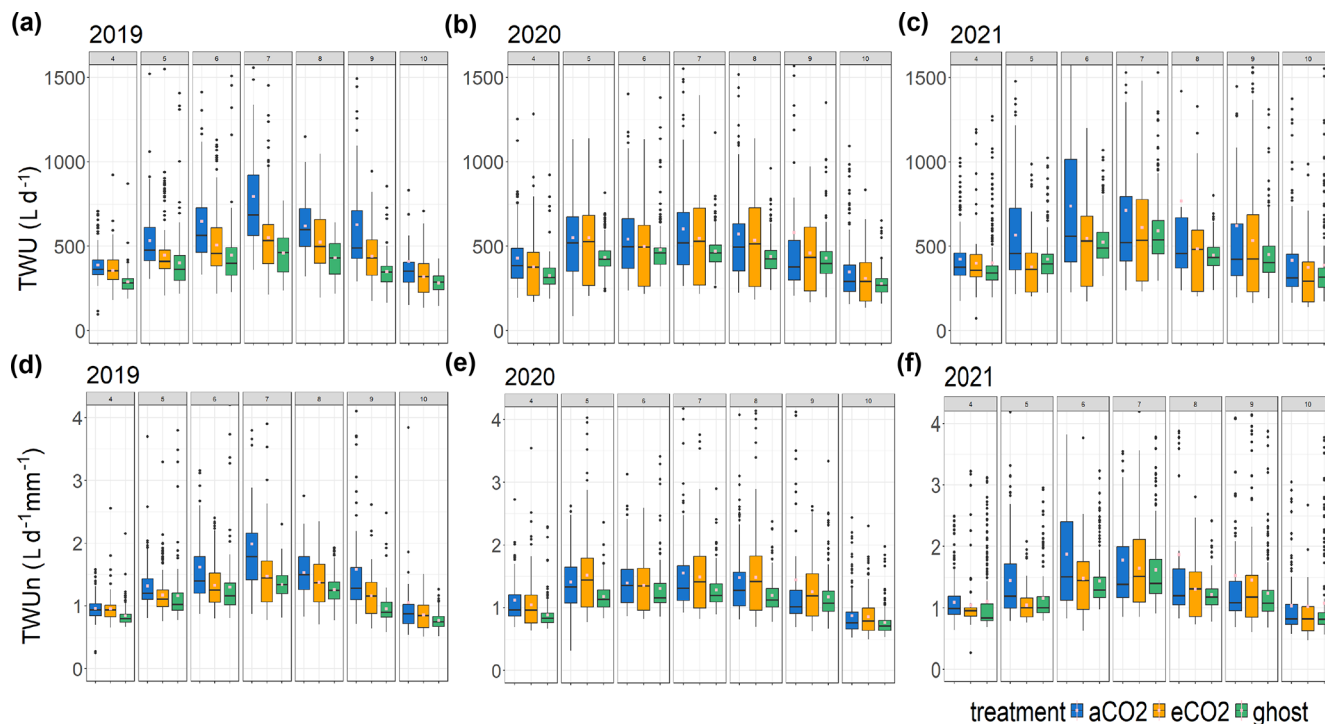 (a) 2019 (b) 2020 (c) 2021
4 5 6 7 8 9 10 4 5 6 7 8 9 10 4 5 6 7 8 9 10
TWU (L d⁻¹)
1500 1500 1500
1000 1000 1000
500 500 500
0 0 0
(d) 2019 (e) 2020 (f) 2021
4 5 6 7 8 9 10 4 5 6 7 8 9 10 4 5 6 7 8 9 10
TWUn (L d⁻¹mm⁻¹)
4 4 4
3 3 3
2 2 2
1 1 1
0 0 0
treatment aCO2 eCO2 ghost